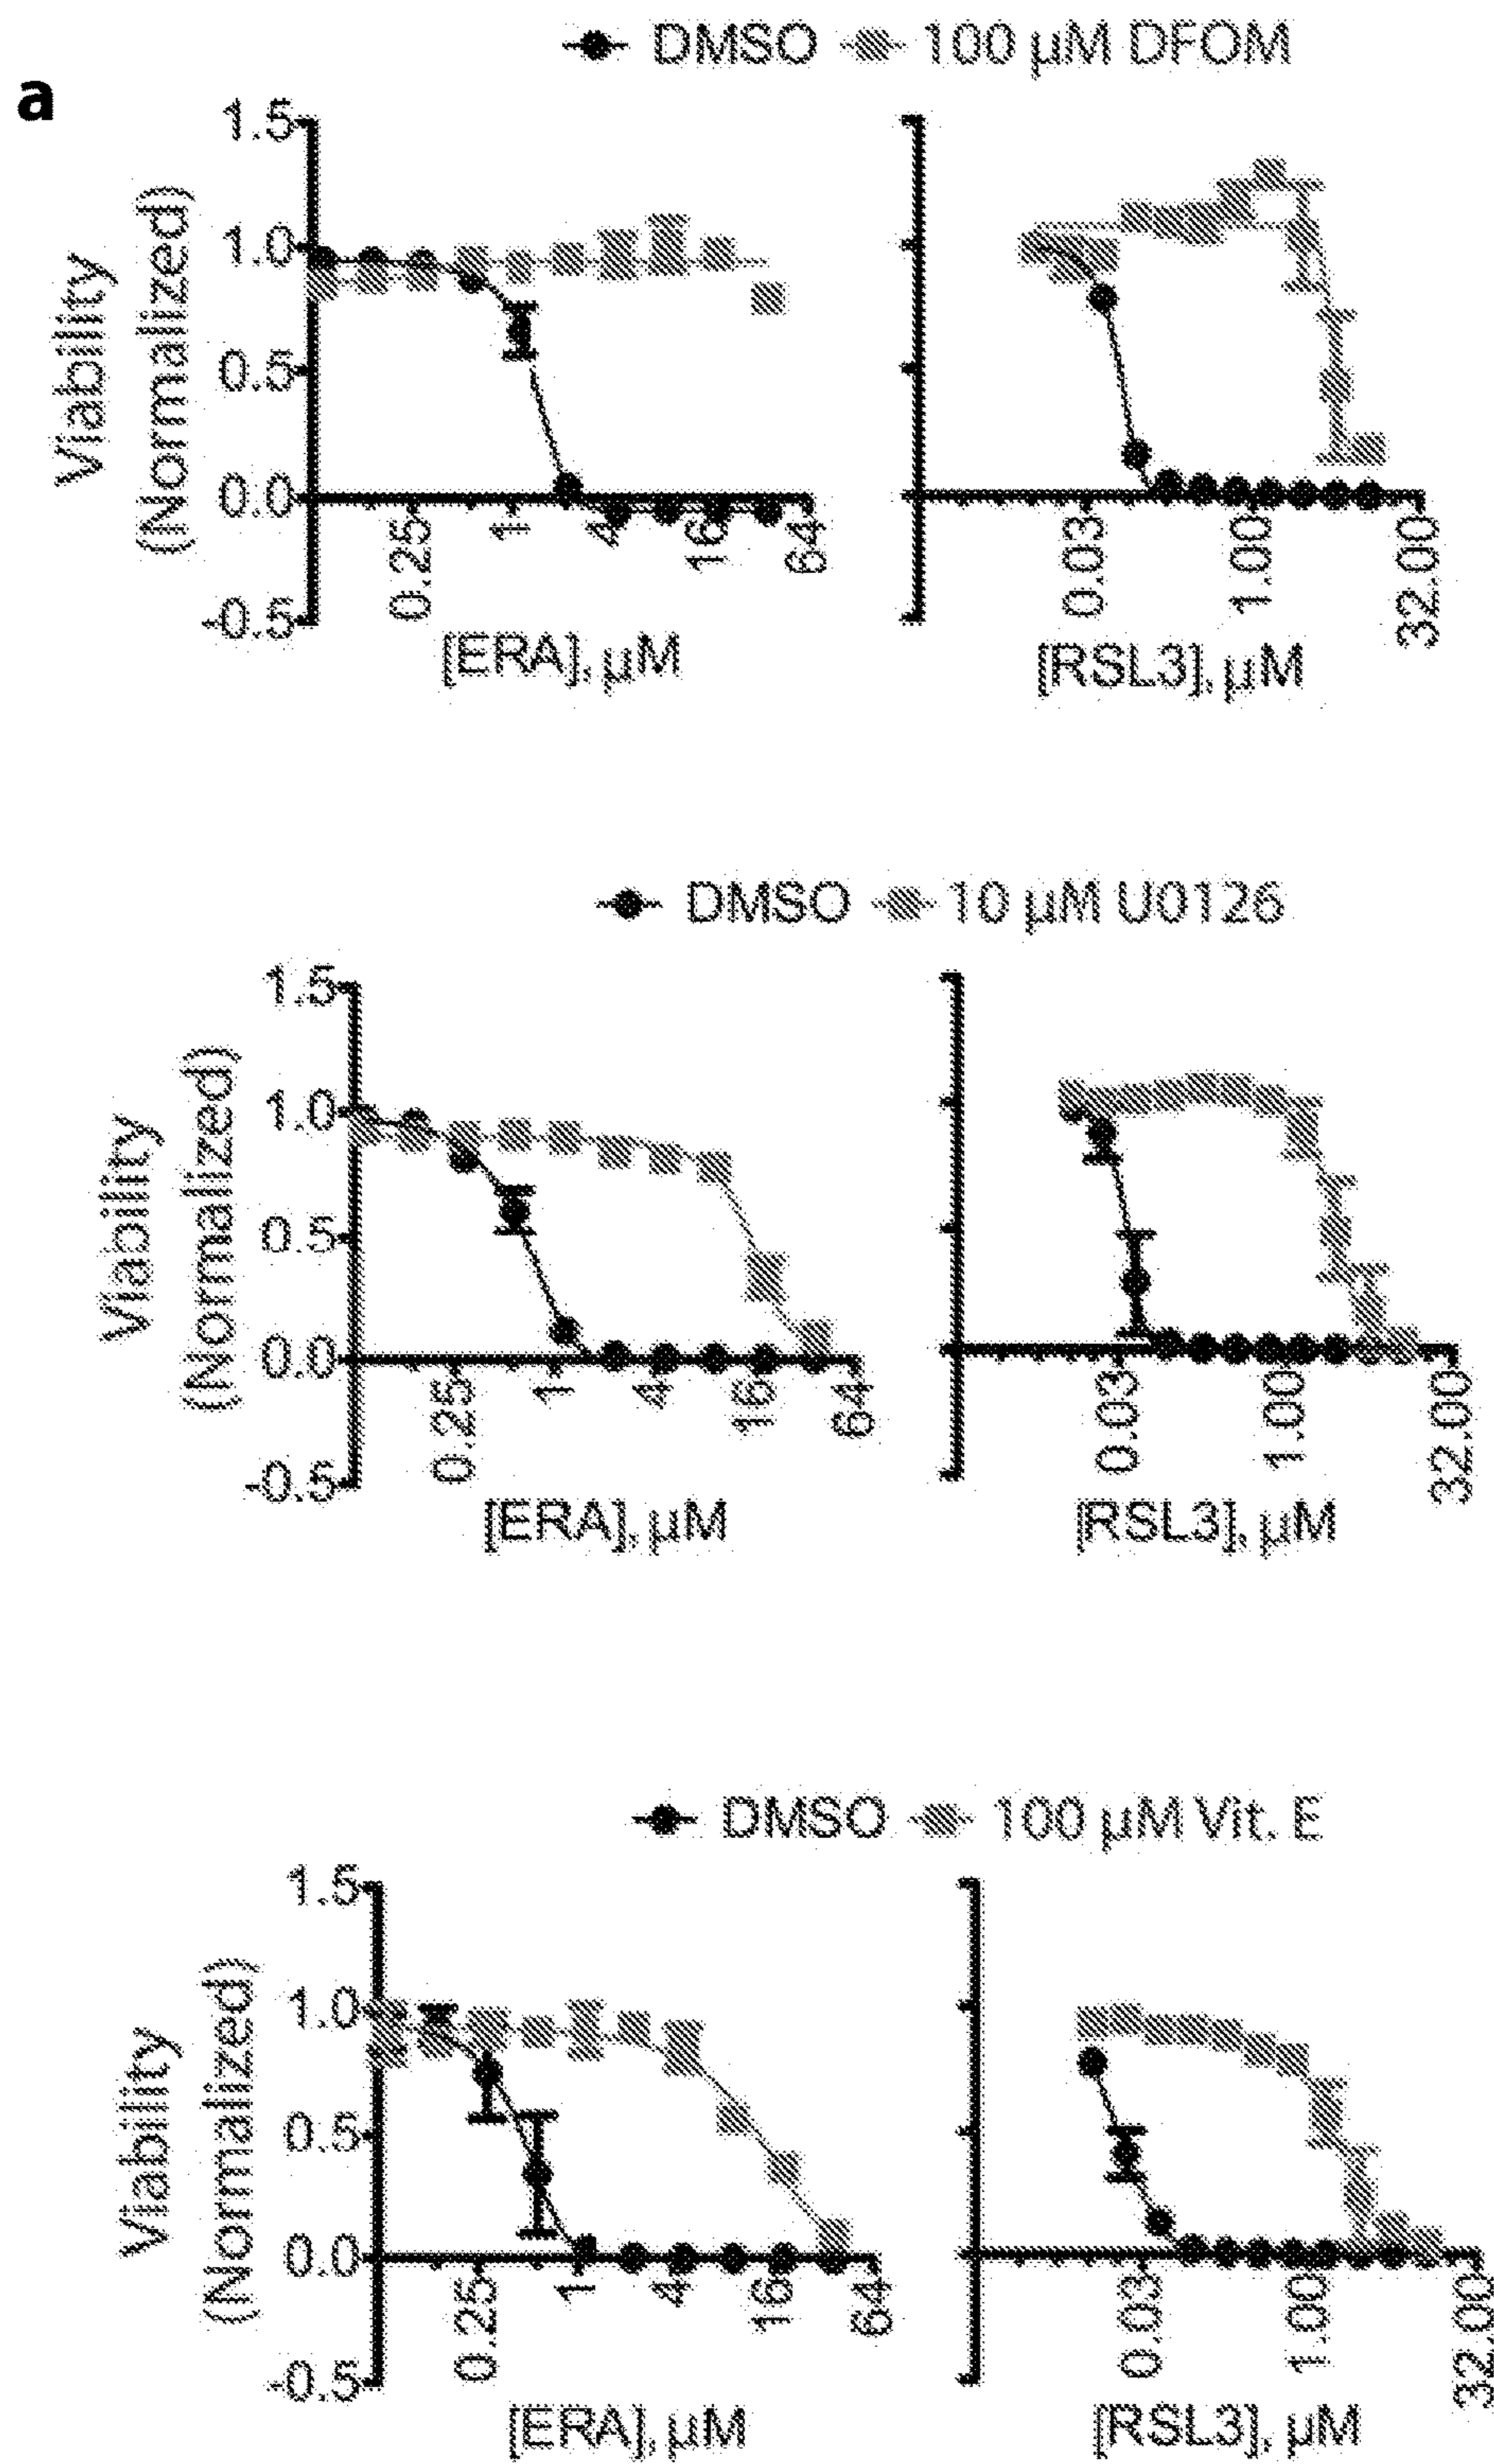 a
DMSO 100 µM DFOM
Viability
(Normalized)
1.5
1.0
0.5
0.0
-0.5
0.25
1
4
16
64
[ERA], µM
0.03
1.00
32.00
[RSL3], µM
DMSO 10 µM U0126
Viability
(Normalized)
1.5
1.0
0.5
0.0
-0.5
0.25
1
4
16
64
[ERA], µM
0.03
1.00
32.00
[RSL3], µM
DMSO 100 µM Vit. E
Viability
(Normalized)
1.5
1.0
0.5
0.0
-0.5
0.25
1
4
16
64
[ERA], µM
0.03
1.00
32.00
[RSL3], µM